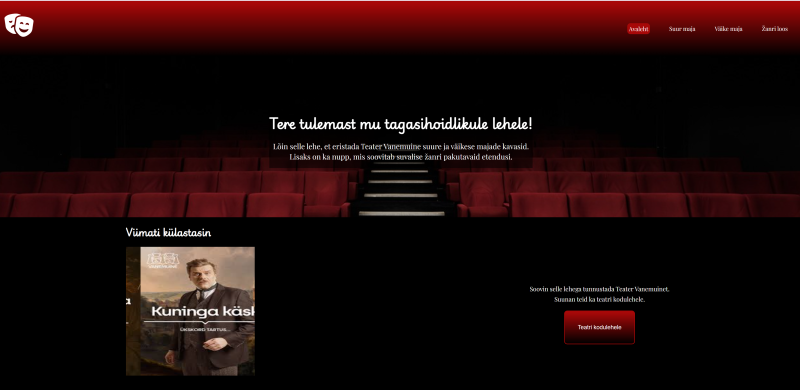 Avaleht
Suur maja
Väike maja
Žanri loos
Tere tulemast mu tagasihoidlikule lehele!
Lõin selle lehe, et eristada Teater Vanemuine suure ja väikese majade kavasid.
Lisaks on ka nupp, mis soovitab suvalise žanri pakutavaid etendusi.
Viimati külastasin
Kuninga käsk
ÜKSKORD TARTUS...
Soovin selle lehega tunnustada Teater Vanemuinet.
Suunan teid ka teatri kodulehele.
Teatri kodulehele